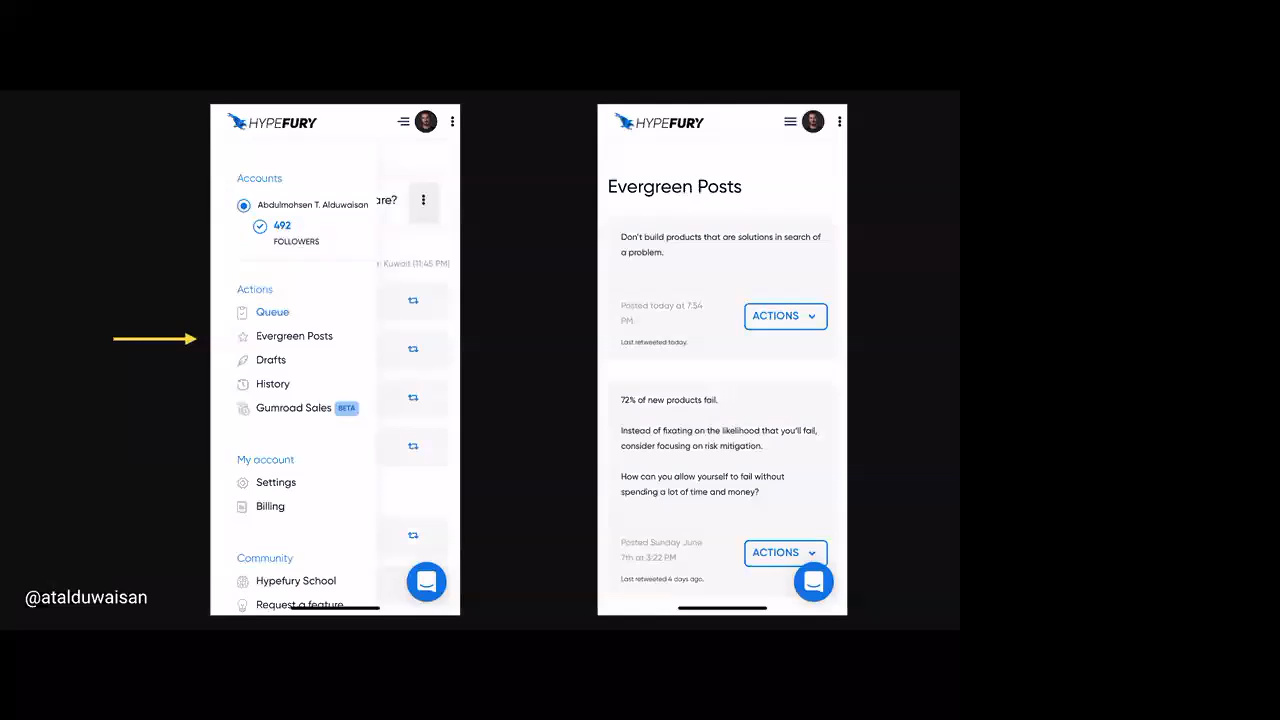 HYPEFURY
Accounts
Abdulmohsen T. Alduwaisan
492
FOLLOWERS
are?
: Kuwait (11:45 PM)
Actions
Queue
Evergreen Posts
Drafts
History
Gumroad Sales BETA
My account
Settings
Billing
Community
Hypefury School
Request a feature
HYPEFURY
Evergreen Posts
Don't build products that are solutions in search of
a problem.
Posted today at 7:54
PM.
ACTIONS
Last retweeted today.
72% of new products fail.
Instead of fixating on the likelihood that you'll fail,
consider focusing on risk mitigation.
How can you allow yourself to fail without
spending a lot of time and money?
Posted Sunday June
7th at 3:22 PM
ACTIONS
Last retweeted 4 days ago.
@atalduwaisan